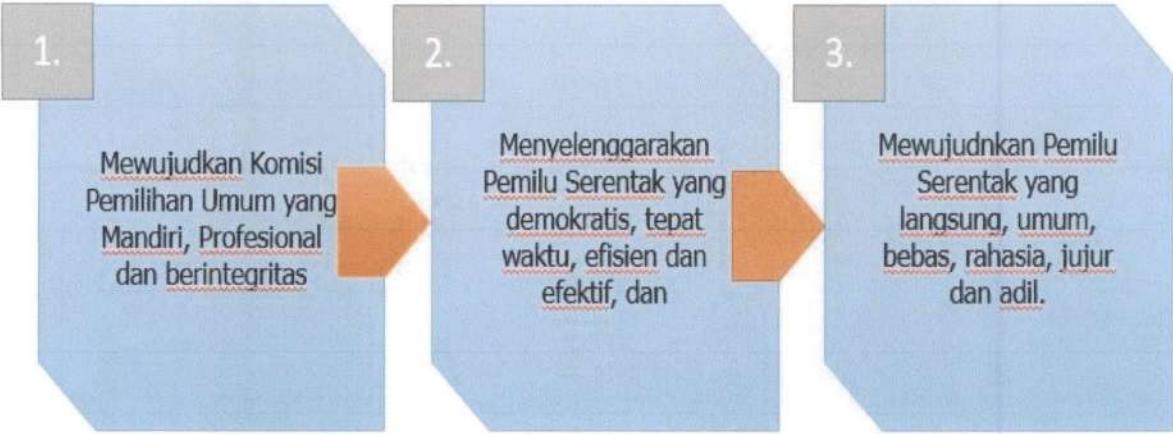 1.
Mewujudkan Komisi
Pemilihan Umum yang
Mandiri, Profesional
dan berintegritas
2.
Menyelenggarakan
Pemilu Serentak yang
demokratis, tepat
waktu, efisien dan
efektif, dan
3.
Mewujudnkan Pemilu
Serentak yang
langsung, umum,
bebas, rahasia, jujur
dan adil.